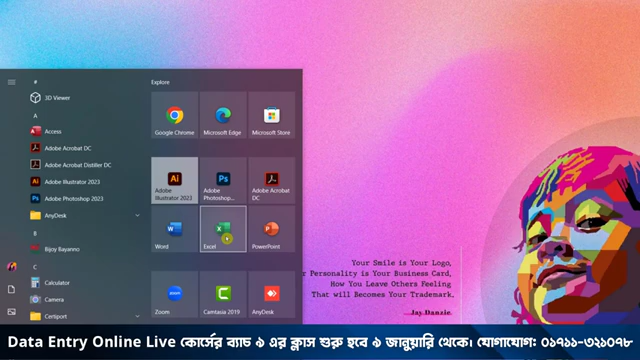 #
3D Viewer
A
Access
Adobe Acrobat DC
Adobe Acrobat Distiller DC
Adobe Illustrator 2023
Adobe Photoshop 2023
AnyDesk
B
Bijoy Bayanno
C
Calculator
Camera
Certiport
Explore
Google Chrome
Microsoft Edge
Microsoft Store
Adobe
Illustrator 2023
Adobe
Photoshop...
Adobe Acrobat
DC
Word
Excel
PowerPoint
Zoom
Camtasia 2019
AnyDesk
Your Smile is Your Logo,
r Personality is Your Business Card,
How You Leave Others Feeling
That will Becomes Your Trademark.
Jay Danzie.
Data Entry Online Live কোর্সের ব্যাচ ৯ এর ক্লাস শুরু হবে ৯ জানুয়ারি থেকে। যোগাযোগ: ০১৭১১-৩২১০৭৮